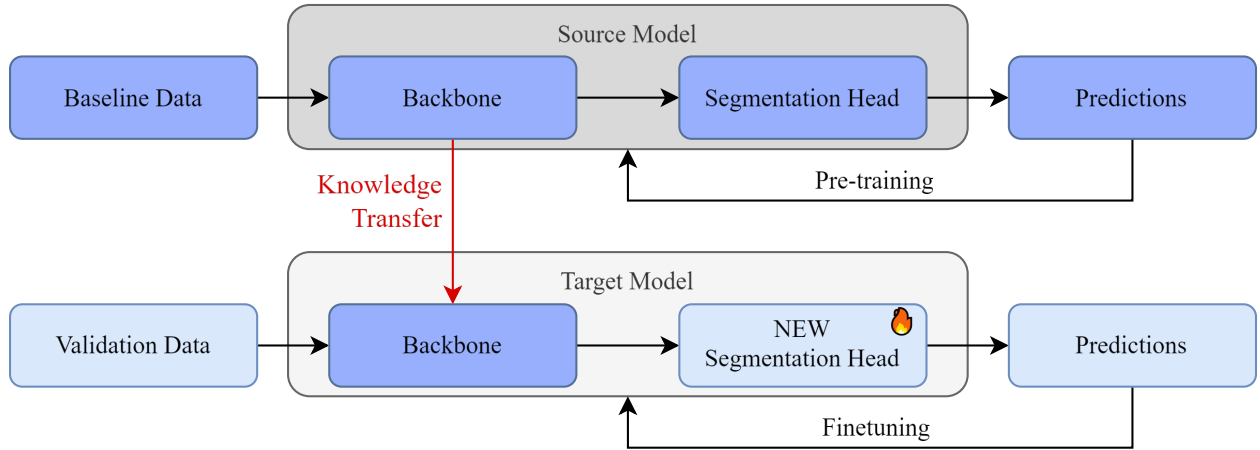 Source Model
Baseline Data
Backbone
Segmentation Head
Predictions
Pre-training
Knowledge
Transfer
Target Model
Validation Data
Backbone
NEW
Segmentation Head
Predictions
Finetuning